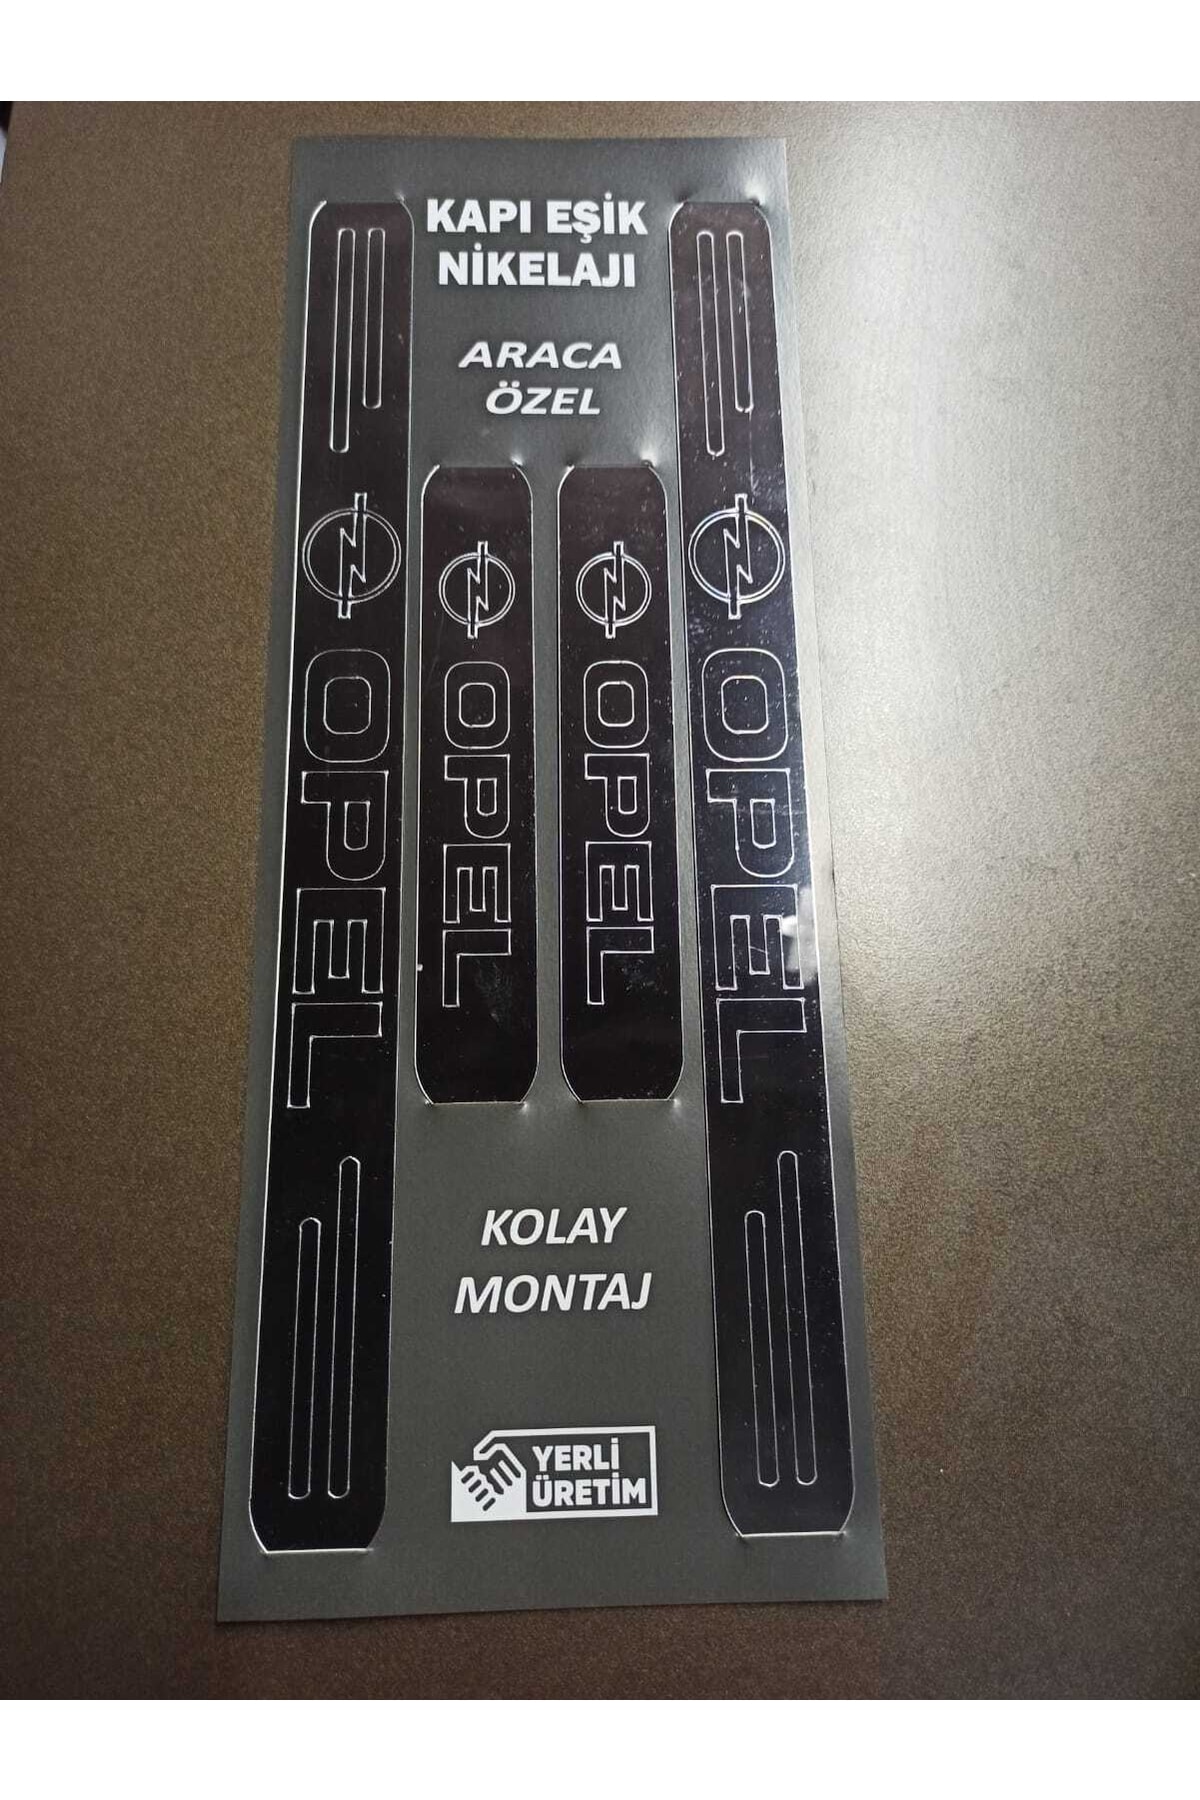 KAPI EŞİK
NİKELAJI
ARACA
ÖZEL
OPEL
OPEL
OPEL
OPEL
KOLAY
MONTAJ
YERLİ
ÜRETİM